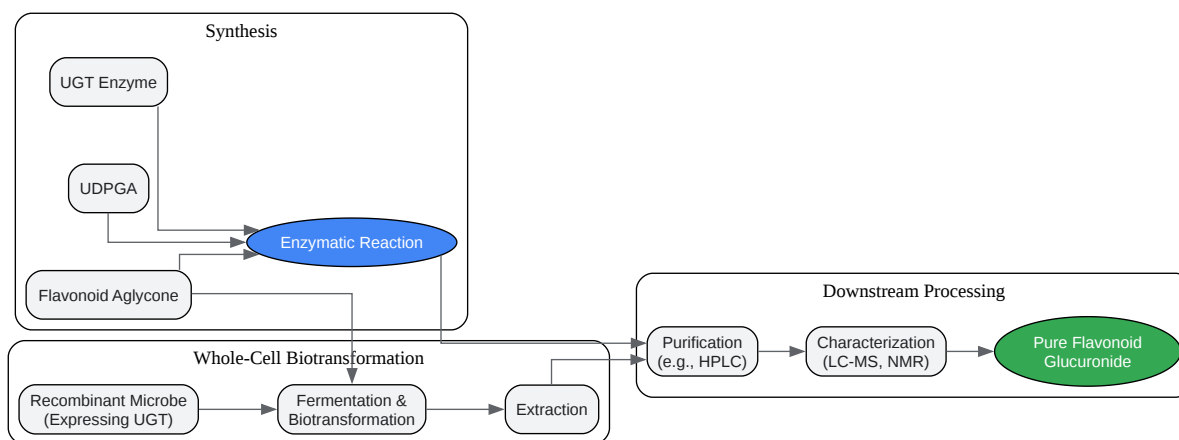 Synthesis
UGT Enzyme
UDPGA
Enzymatic Reaction
Flavonoid Aglycone
Whole-Cell Biotransformation
Recombinant Microbe
(Expressing UGT)
Fermentation &
Biotransformation
Extraction
Downstream Processing
Purification
(e.g., HPLC)
Characterization
(LC-MS, NMR)
Pure Flavonoid
Glucuronide